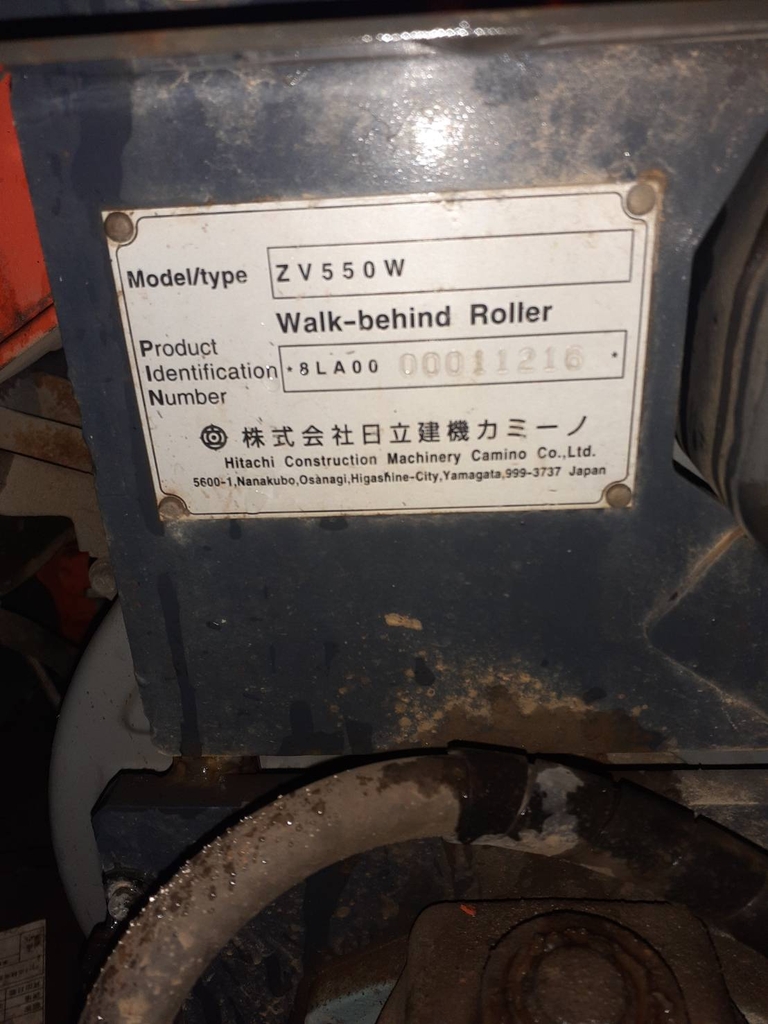 Model/type ZV550W
Walk-behind Roller
Product
Identification *8LA00 00011216 *
Number
株式会社日立建機カミーノ
Hitachi Construction Machinery Camino Co.,Ltd.
5600-1,Nanakubo,Osanagi,Higashine-City,Yamagata,999-3737 Japan